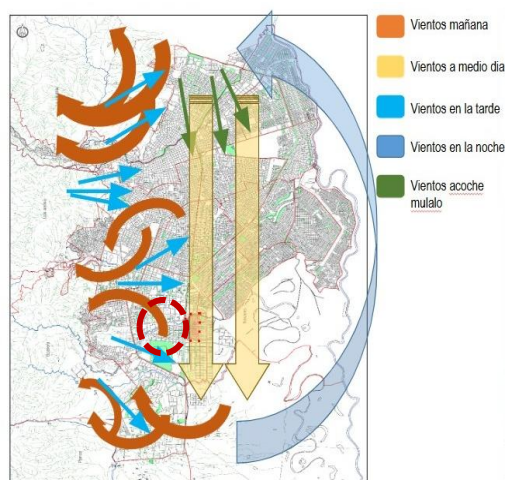 Vientos mañana
Vientos a medio dia
Vientos en la tarde
Vientos en la noche
Vientos acoche
mulalo